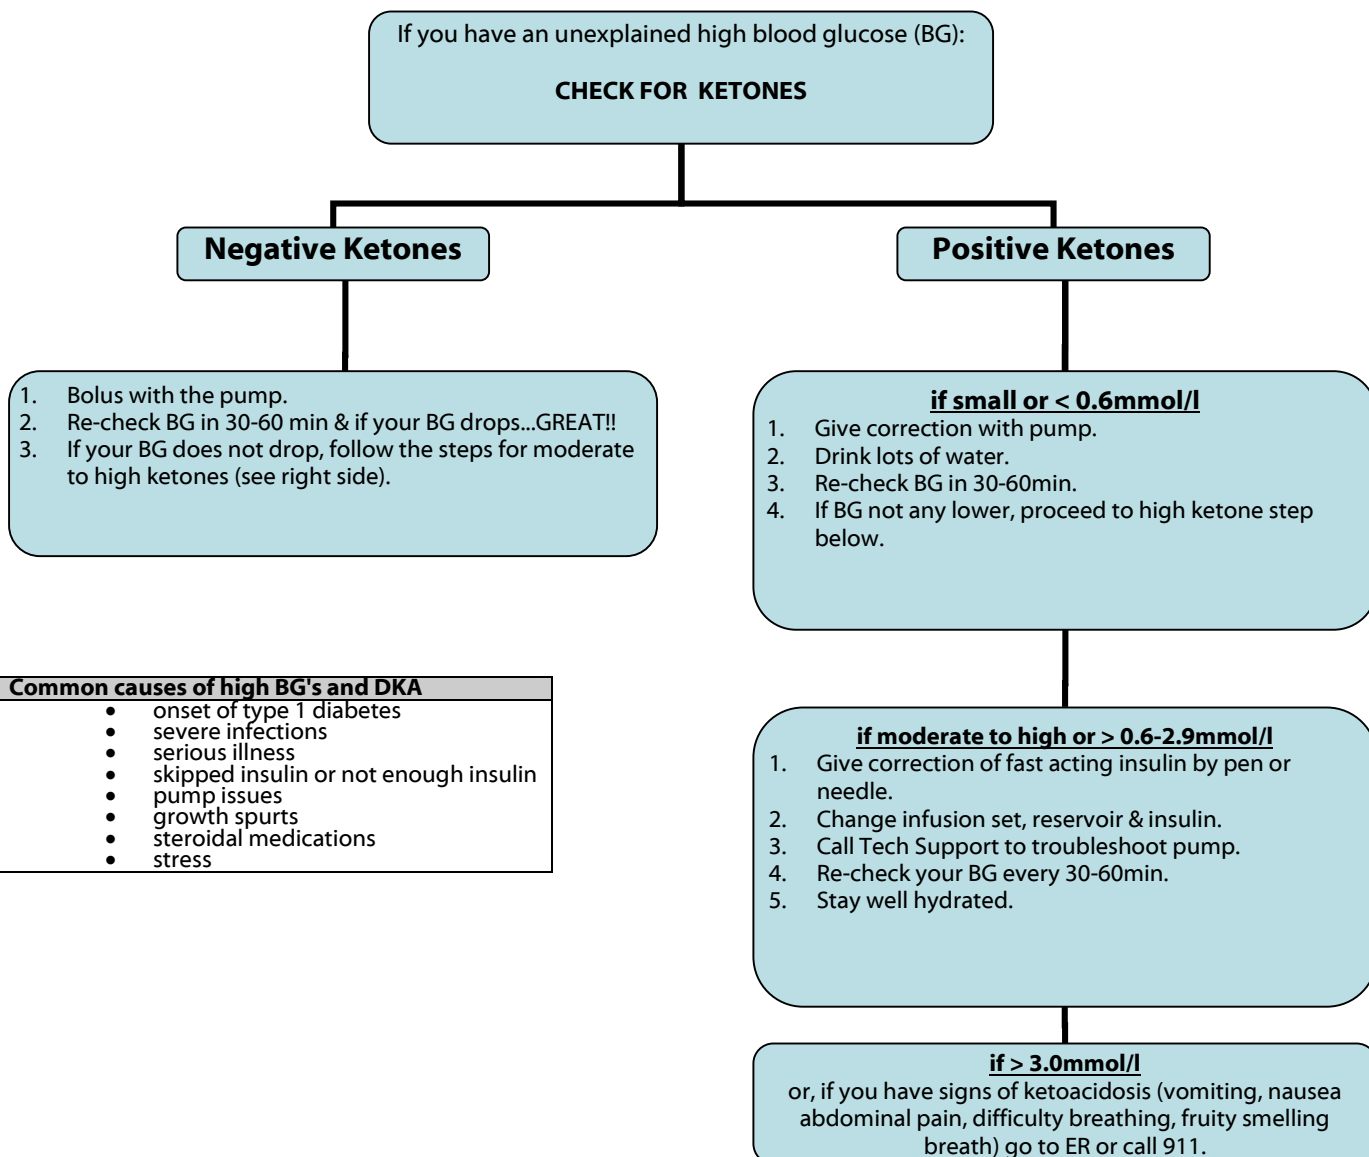 If you have an unexplained high blood glucose (BG):
CHECK FOR  KETONES
Negative Ketones
Positive Ketones
1. Bolus with the pump.
2. Re-check BG in 30-60 min & if your BG drops...GREAT!!
3. If your BG does not drop, follow the steps for moderate
to high ketones (see right side).
if small or < 0.6mmol/l
1. Give correction with pump.
2. Drink lots of water.
3. Re-check BG in 30-60min.
4. If BG not any lower, proceed to high ketone step
below.
Common causes of high BG's and DKA
• onset of type 1 diabetes
• severe infections
• serious illness
• skipped insulin or not enough insulin
• pump issues
• growth spurts
• steroidal medications
• stress
if moderate to high or > 0.6-2.9mmol/l
1. Give correction of fast acting insulin by pen or
needle.
2. Change infusion set, reservoir & insulin.
3. Call Tech Support to troubleshoot pump.
4. Re-check your BG every 30-60min.
5. Stay well hydrated.
if > 3.0mmol/l
or, if you have signs of ketoacidosis (vomiting, nausea
abdominal pain, difficulty breathing, fruity smelling
breath) go to ER or call 911.